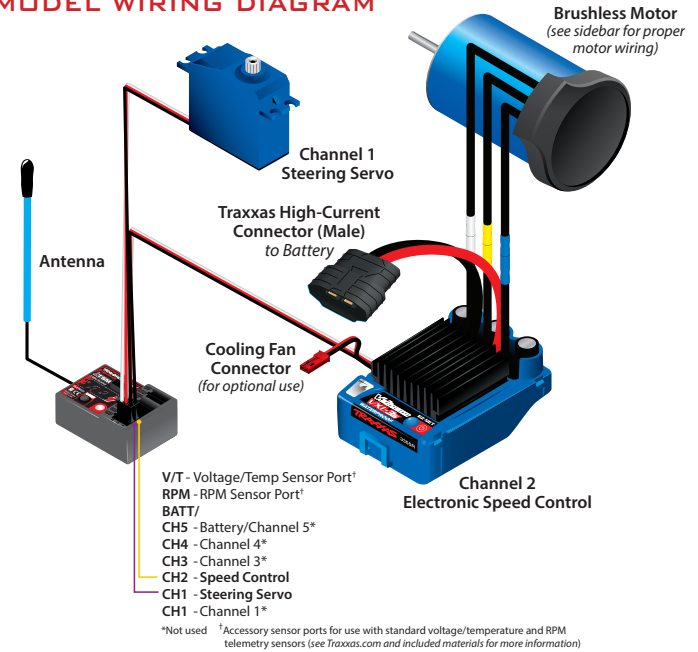 MODEL WIRING DIAGRAM
Brushless Motor
(see sidebar for proper
motor wiring)
Channel 1
Steering Servo
Traxxas High-Current
Connector (Male)
to Battery
Antenna
Cooling Fan
Connector
(for optional use)
RESET
VXL-3s
WATERPROOF
TRAXXAS
Channel 2
Electronic Speed Control
V/T - Voltage/Temp Sensor Port†
RPM - RPM Sensor Port†
BATT/
CH5 - Battery/Channel 5*
CH4 - Channel 4*
CH3 - Channel 3*
CH2 - Speed Control
CH1 - Steering Servo
CH1 - Channel 1*
*Not used †Accessory sensor ports for use with standard voltage/temperature and RPM
telemetry sensors (see Traxxas.com and included materials for more information)